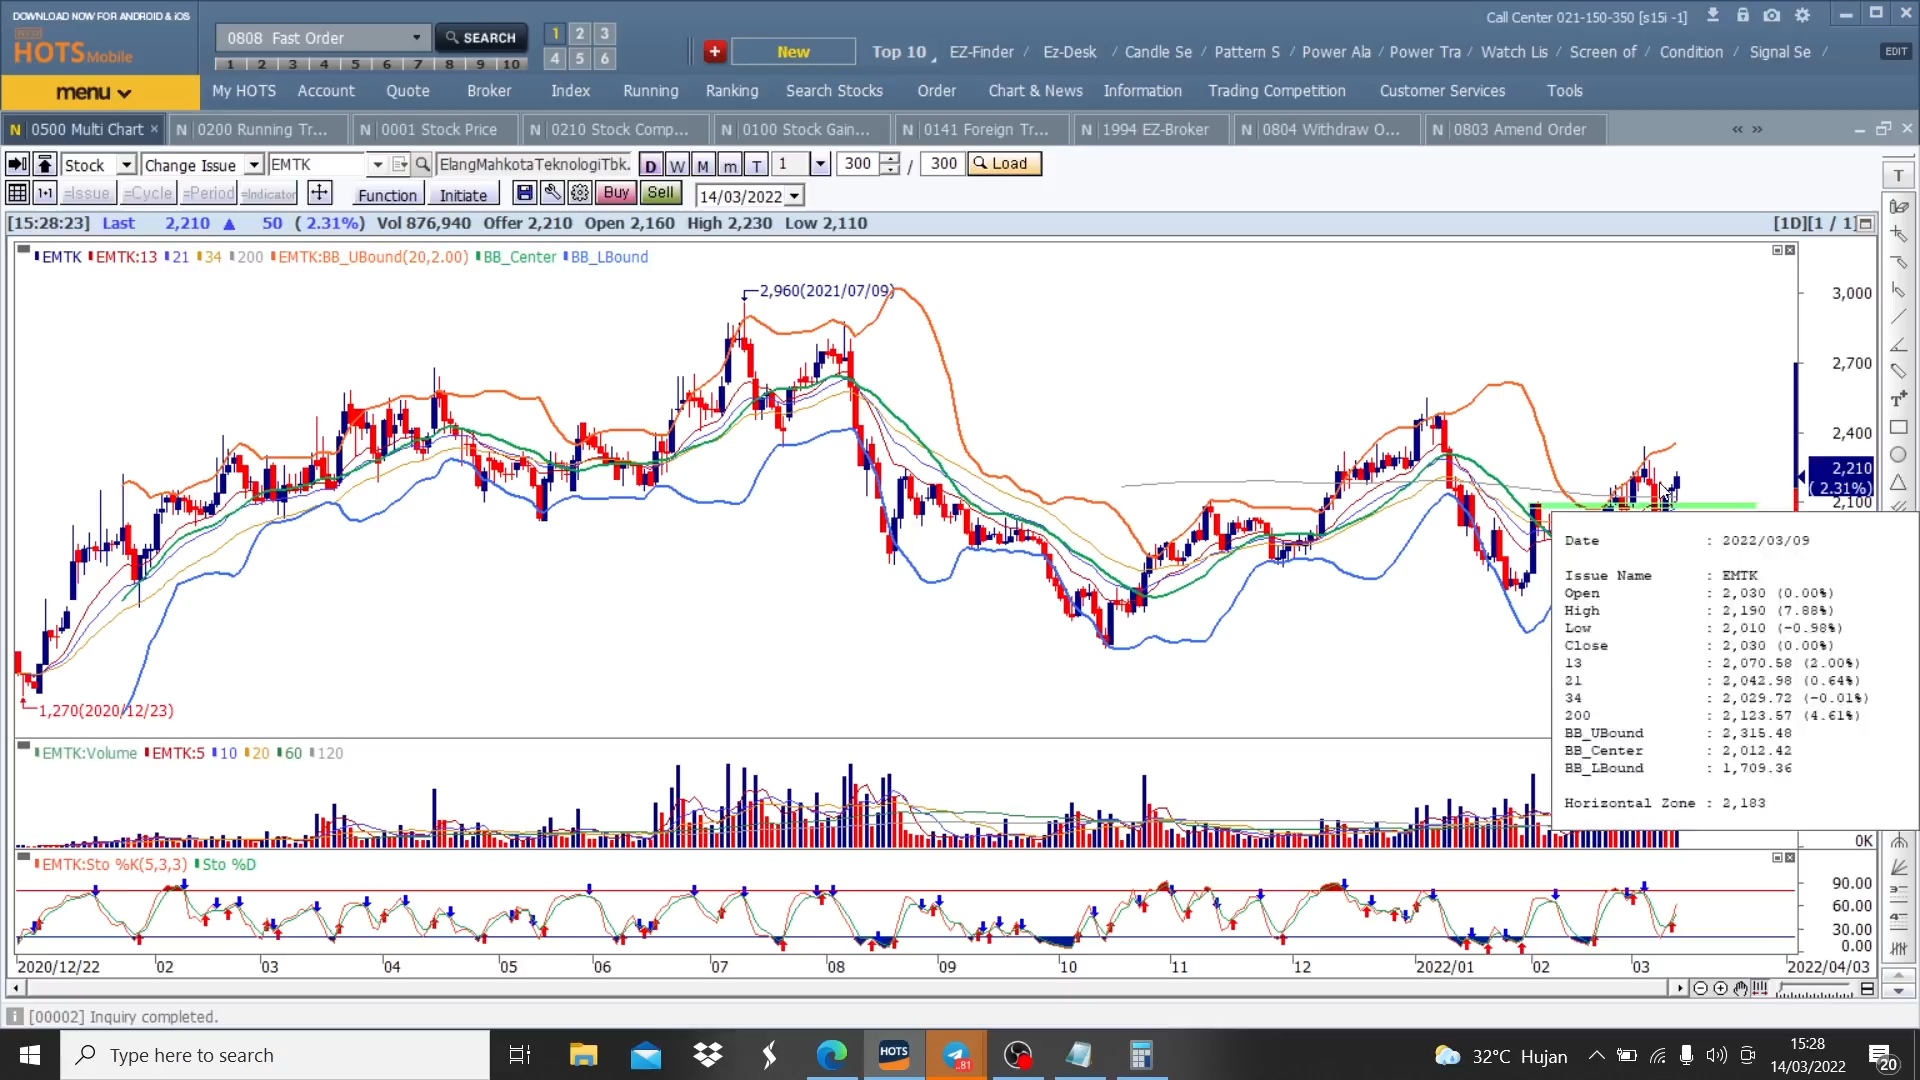 DOWNLOAD NOW FOR ANDROID & iOS
HOTS Mobile
0808 Fast Order
SEARCH
1 2 3 4 5 6 7 8 9 10
1 2 3
4 5 6
New
Call Center 021-150-350 [s15i -1]
Top 10 EZ-Finder / Ez-Desk / Candle Se / Pattern S / Power Ala / Power Tra / Watch Lis / Screen of / Condition / Signal Se /
EDIT
menu
My HOTS Account Quote Broker Index Running Ranking Search Stocks Order Chart & News Information Trading Competition Customer Services Tools
N 0500 Multi Chart ×
N 0200 Running Tr...
N 0001 Stock Price
N 0210 Stock Comp...
N 0100 Stock Gain...
N 0141 Foreign Tr...
N 1994 EZ-Broker
N 0804 Withdraw O...
N 0803 Amend Order
Stock Change Issue EMTK ElangMahkotaTeknologiTbk. D W M m T 1 300 / 300 Load
=Issue =Cycle =Period =Indicator Function Initiate Buy Sell 14/03/2022
[15:28:23] Last 2,210 ▲ 50 ( 2.31%) Vol 876,940 Offer 2,210 Open 2,160 High 2,230 Low 2,110
[1D][1 / 1]
EMTK EMTK:13 21 34 200 EMTK:BB_UBound(20,2.00) BB_Center BB_LBound
2,960(2021/07/09)
1,270(2020/12/23)
3,000
2,700
2,400
2,210
( 2.31%)
2,100
Date : 2022/03/09
Issue Name : EMTK
Open : 2,030 (0.00%)
High : 2,190 (7.88%)
Low : 2,010 (-0.98%)
Close : 2,030 (0.00%)
13 : 2,070.58 (2.00%)
21 : 2,042.98 (0.64%)
34 : 2,029.72 (-0.01%)
200 : 2,123.57 (4.61%)
BB_UBound : 2,315.48
BB_Center : 2,012.42
BB_LBound : 1,709.36
Horizontal Zone : 2,183
EMTK:Volume EMTK:5 10 20 60 120
0K
EMTK:Sto %K(5,3,3) Sto %D
90.00
60.00
30.00
0.00
2020/12/22 '02 '03 '04 '05 '06 '07 '08 '09 '10 '11 '12 2022/01 '02 '03 2022/04/03
[00002] Inquiry completed.
Type here to search
HOTS
81
32°C Hujan
15:28
14/03/2022
20